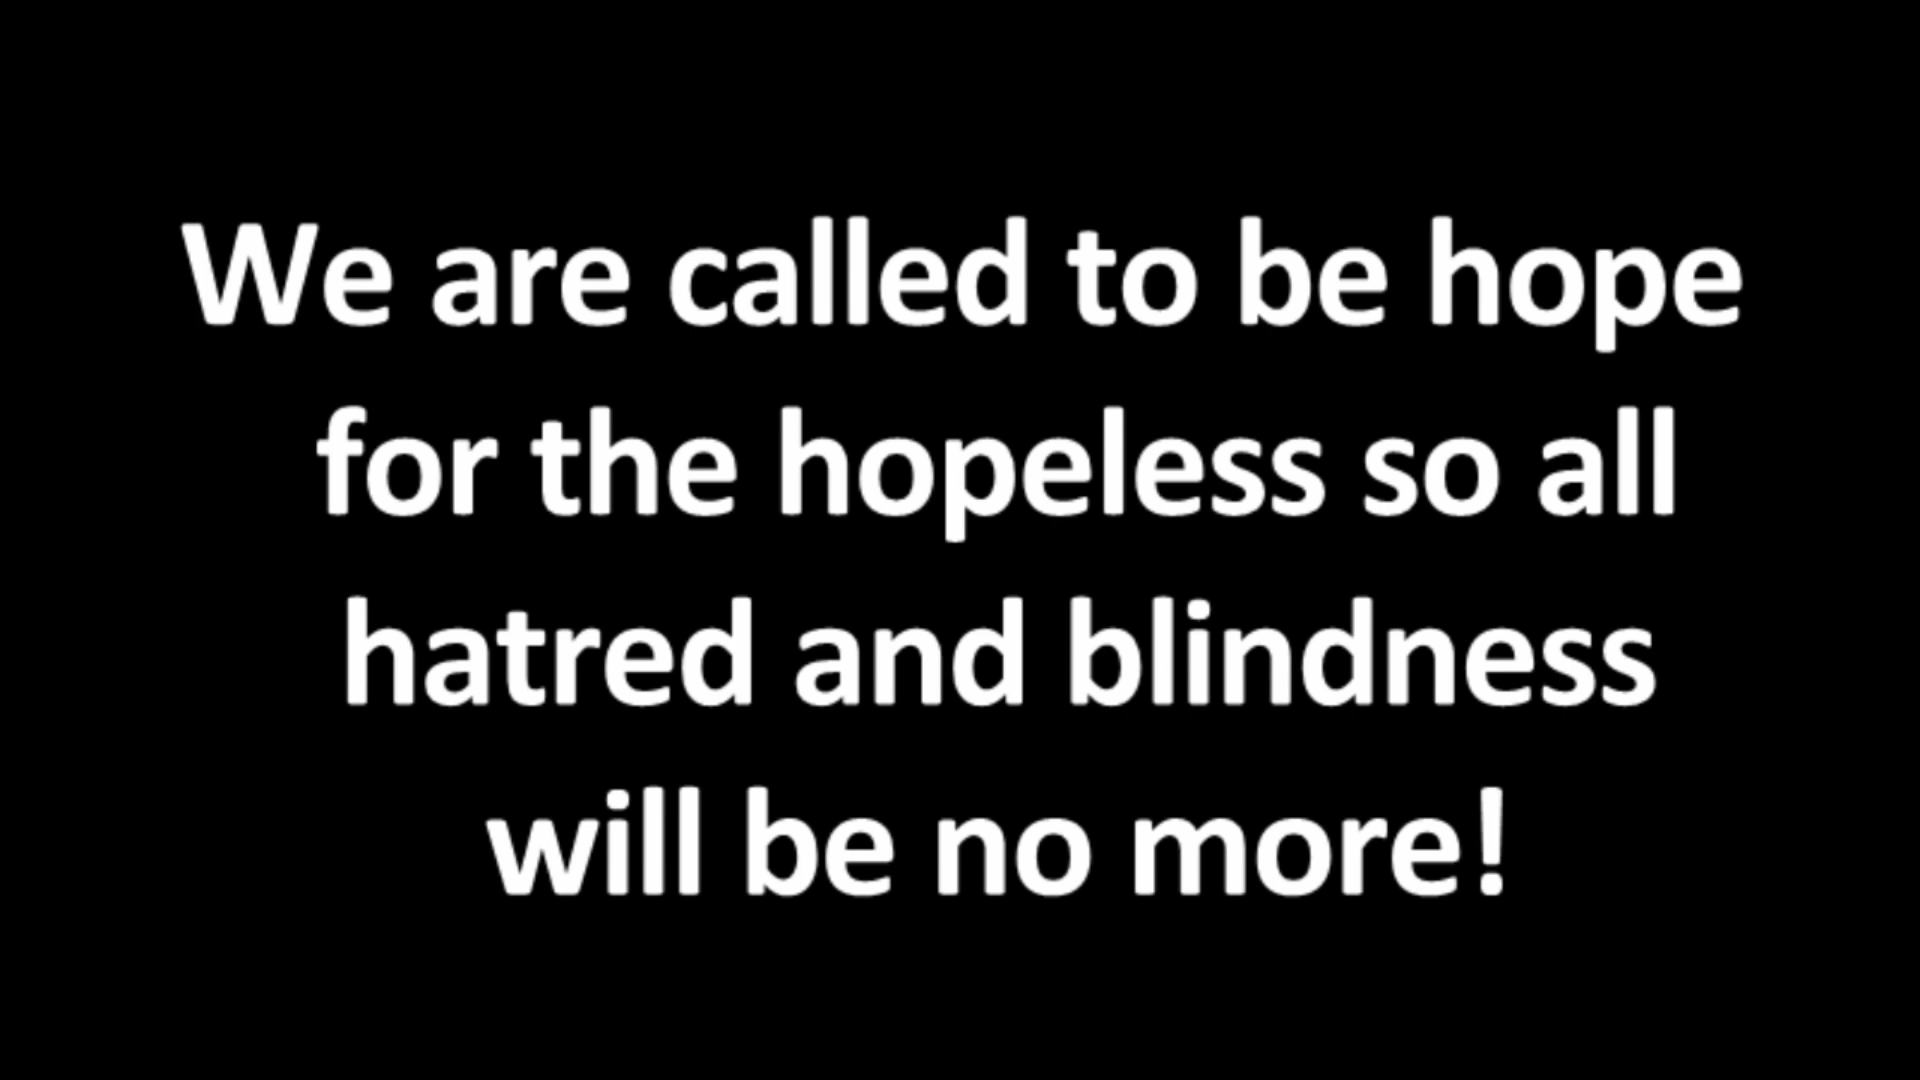 We are called to be hope
for the hopeless so all
hatred and blindness
will be no more!